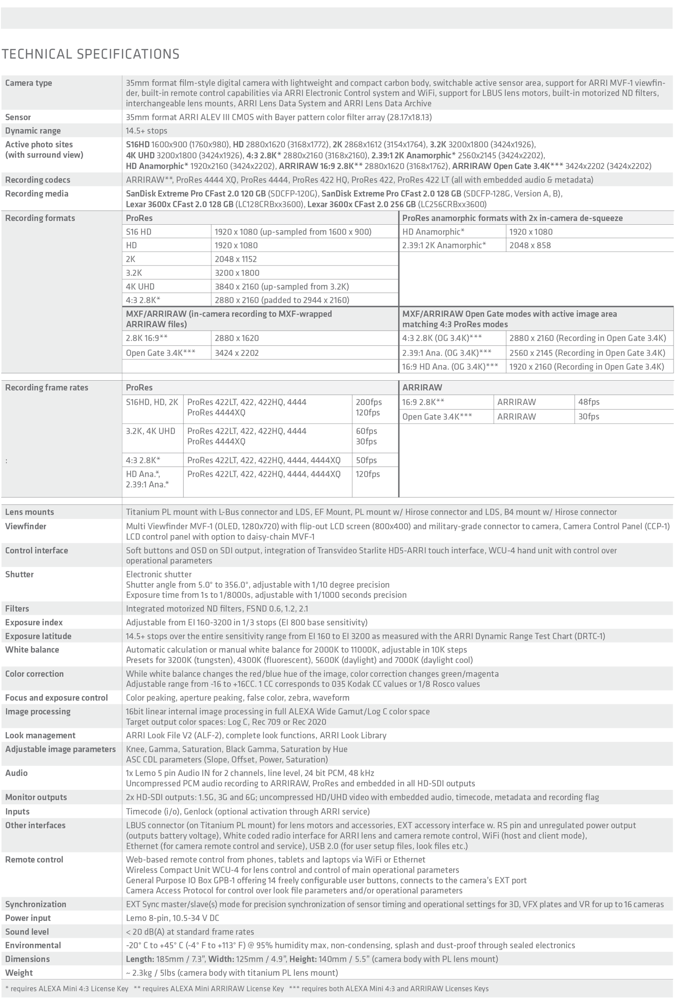 TECHNICAL SPECIFICATIONS
Camera type
35mm format film-style digital camera with lightweight and compact carbon body, switchable active sensor area, support for ARRI MVF-1 viewfin-
der, built-in remote control capabilities via ARRI Electronic Control system and WiFi, support for LBUS lens motors, built-in motorized ND filters,
interchangeable lens mounts, ARRI Lens Data System and ARRI Lens Data Archive
Sensor
35mm format ARRI ALEV III CMOS with Bayer pattern color filter array (28.17x18.13)
Dynamic range
14.5+ stops
Active photo sites
(with surround view)
S16HD 1600x900 (1760x980), HD 2880x1620 (3168x1772), 2K 2868x1612 (3154x1764), 3.2K 3200x1800 (3424x1926),
4K UHD 3200x1800 (3424x1926), 4:3 2.8K* 2880x2160 (3168x2160), 2.39:1 2K Anamorphic* 2560x2145 (3424x2202),
HD Anamorphic* 1920x2160 (3424x2202), ARRIRAW 16:9 2.8K** 2880x1620 (3168x1762), ARRIRAW Open Gate 3.4K*** 3424x2202 (3424x2202)
Recording codecs
ARRIRAW**, ProRes 4444 XQ, ProRes 4444, ProRes 422 HQ, ProRes 422, ProRes 422 LT (all with embedded audio & metadata)
Recording media
SanDisk Extreme Pro CFast 2.0 120 GB (SDCFP-120G), SanDisk Extreme Pro CFast 2.0 128 GB (SDCFP-128G, Version A, B),
Lexar 3600x CFast 2.0 128 GB (LC128CRBxx3600), Lexar 3600x CFast 2.0 256 GB (LC256CRBxx3600)
Recording formats
ProRes
S16 HD 1920 x 1080 (up-sampled from 1600 x 900)
HD 1920 x 1080
2K 2048 x 1152
3.2K 3200 x 1800
4K UHD 3840 x 2160 (up-sampled from 3.2K)
4:3 2.8K* 2880 x 2160 (padded to 2944 x 2160)
ProRes anamorphic formats with 2x in-camera de-squeeze
HD Anamorphic* 1920 x 1080
2.39:1 2K Anamorphic* 2048 x 858
MXF/ARRIRAW (in-camera recording to MXF-wrapped
ARRIRAW files)
2.8K 16:9** 2880 x 1620
Open Gate 3.4K*** 3424 x 2202
MXF/ARRIRAW Open Gate modes with active image area
matching 4:3 ProRes modes
4:3 2.8K (OG 3.4K)*** 2880 x 2160 (Recording in Open Gate 3.4K)
2.39:1 Ana. (OG 3.4K)*** 2560 x 2145 (Recording in Open Gate 3.4K)
16:9 HD Ana. (OG 3.4K)*** 1920 x 2160 (Recording in Open Gate 3.4K)
Recording frame rates
:
ProRes
S16HD, HD, 2K ProRes 422LT, 422, 422HQ, 4444 200fps
ProRes 4444XQ 120fps
3.2K, 4K UHD ProRes 422LT, 422, 422HQ, 4444 60fps
ProRes 4444XQ 30fps
4:3 2.8K* ProRes 422LT, 422, 422HQ, 4444, 4444XQ 50fps
HD Ana.*, ProRes 422LT, 422, 422HQ, 4444, 4444XQ 120fps
2.39:1 Ana.*
ARRIRAW
16:9 2.8K** ARRIRAW 48fps
Open Gate 3.4K*** ARRIRAW 30fps
Lens mounts
Titanium PL mount with L-Bus connector and LDS, EF Mount, PL mount w/ Hirose connector and LDS, B4 mount w/ Hirose connector
Viewfinder
Multi Viewfinder MVF-1 (OLED, 1280x720) with flip-out LCD screen (800x400) and military-grade connector to camera, Camera Control Panel (CCP-1)
LCD control panel with option to daisy-chain MVF-1
Control interface
Soft buttons and OSD on SDI output, integration of Transvideo Starlite HD5-ARRI touch interface, WCU-4 hand unit with control over
operational parameters
Shutter
Electronic shutter
Shutter angle from 5.0° to 356.0°, adjustable with 1/10 degree precision
Exposure time from 1s to 1/8000s, adjustable with 1/1000 seconds precision
Filters
Integrated motorized ND filters, FSND 0.6, 1.2, 2.1
Exposure index
Adjustable from EI 160-3200 in 1/3 stops (EI 800 base sensitivity)
Exposure latitude
14.5+ stops over the entire sensitivity range from EI 160 to EI 3200 as measured with the ARRI Dynamic Range Test Chart (DRTC-1)
White balance
Automatic calculation or manual white balance for 2000K to 11000K, adjustable in 10K steps
Presets for 3200K (tungsten), 4300K (fluorescent), 5600K (daylight) and 7000K (daylight cool)
Color correction
While white balance changes the red/blue hue of the image, color correction changes green/magenta
Adjustable range from -16 to +16CC. 1 CC corresponds to 035 Kodak CC values or 1/8 Rosco values
Focus and exposure control
Color peaking, aperture peaking, false color, zebra, waveform
Image processing
16bit linear internal image processing in full ALEXA Wide Gamut/Log C color space
Target output color spaces: Log C, Rec 709 or Rec 2020
Look management
ARRI Look File V2 (ALF-2), complete look functions, ARRI Look Library
Adjustable image parameters
Knee, Gamma, Saturation, Black Gamma, Saturation by Hue
ASC CDL parameters (Slope, Offset, Power, Saturation)
Audio
1x Lemo 5 pin Audio IN for 2 channels, line level, 24 bit PCM, 48 kHz
Uncompressed PCM audio recording to ARRIRAW, ProRes and embedded in all HD-SDI outputs
Monitor outputs
2x HD-SDI outputs: 1.5G, 3G and 6G; uncompressed HD/UHD video with embedded audio, timecode, metadata and recording flag
Inputs
Timecode (i/o), Genlock (optional activation through ARRI service)
Other interfaces
LBUS connector (on Titanium PL mount) for lens motors and accessories, EXT accessory interface w. RS pin and unregulated power output
(outputs battery voltage), White coded radio interface for ARRI lens and camera remote control, WiFi (host and client mode),
Ethernet (for camera remote control and service), USB 2.0 (for user setup files, look files etc.)
Remote control
Web-based remote control from phones, tablets and laptops via WiFi or Ethernet
Wireless Compact Unit WCU-4 for lens control and control of main operational parameters
General Purpose IO Box GPB-1 offering 14 freely configurable user buttons, connects to the camera's EXT port
Camera Access Protocol for control over look file parameters and/or operational parameters
Synchronization
EXT Sync master/slave(s) mode for precision synchronization of sensor timing and operational settings for 3D, VFX plates and VR for up to 16 cameras
Power input
Lemo 8-pin, 10.5-34 V DC
Sound level
< 20 dB(A) at standard frame rates
Environmental
-20° C to +45° C (-4° F to +113° F) @ 95% humidity max, non-condensing, splash and dust-proof through sealed electronics
Dimensions
Length: 185mm / 7.3”, Width: 125mm / 4.9”, Height: 140mm / 5.5” (camera body with PL lens mount)
Weight
~ 2.3kg / 5lbs (camera body with titanium PL lens mount)
* requires ALEXA Mini 4:3 License Key ** requires ALEXA Mini ARRIRAW License Key *** requires both ALEXA Mini 4:3 and ARRIRAW Licenses Keys